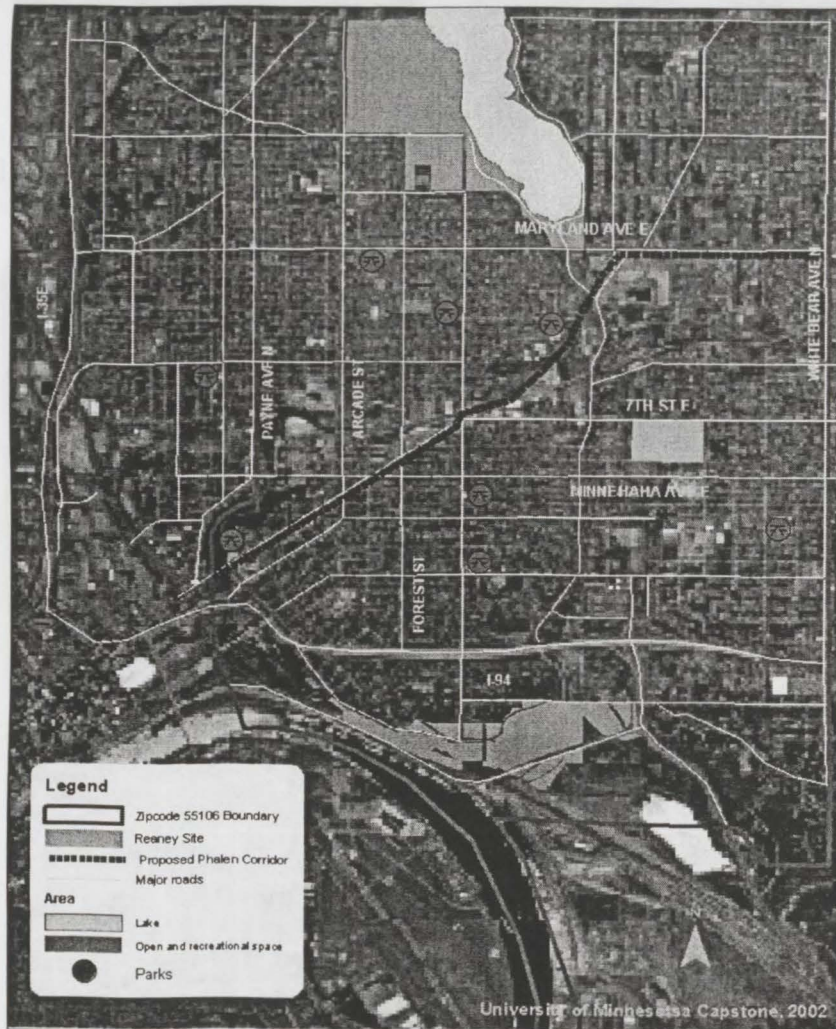 MARYLAND AVE E
I-35E
WHITE BEAR AVE N
PAYNE AVE N
ARCADE ST
7TH ST E
MINNEHAHA AVE E
FOREST ST
I-94
Legend
Zipcode 55106 Boundary
Reaney Site
Proposed Phalen Corridor
Major roads
Area
Lake
Open and recreational space
Parks
N
University of Minnesotsa Capstone, 2002